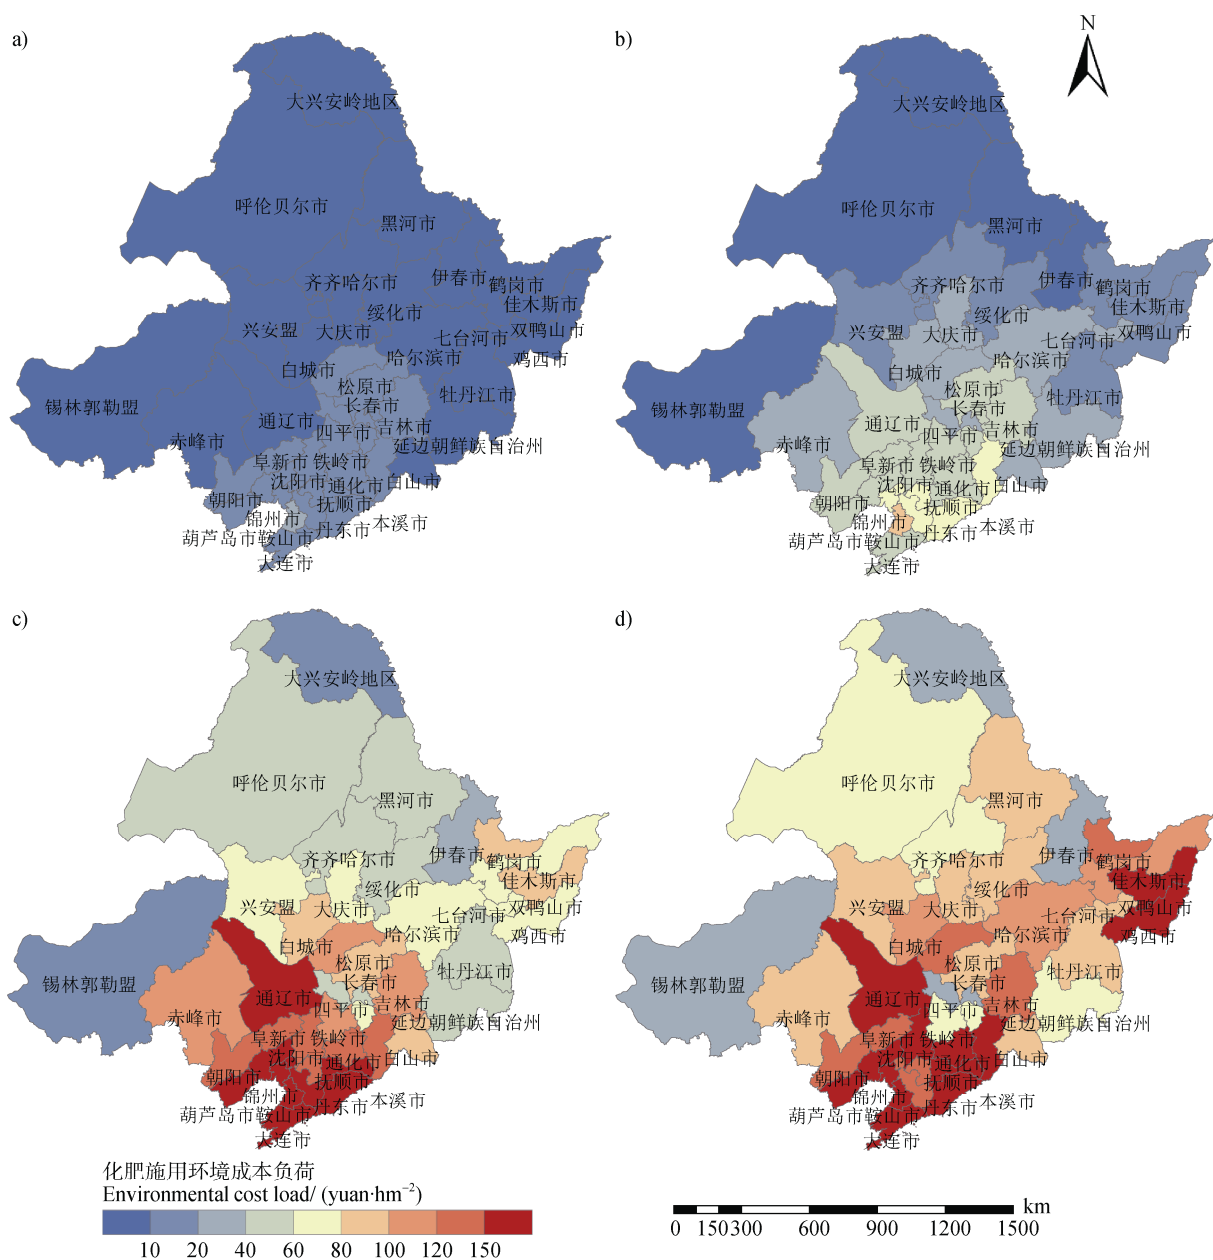 a)
大兴安岭地区
呼伦贝尔市
黑河市
齐齐哈尔市
伊春市
鹤岗市
佳木斯市
绥化市
兴安盟
大庆市
七台河市
双鸭山市
哈尔滨市
鸡西市
白城市
松原市
牡丹江市
锡林郭勒盟
长春市
通辽市
吉林市
赤峰市
四平市
延边朝鲜族自治州
阜新市
铁岭市
沈阳市
通化市
白山市
朝阳市
抚顺市
锦州市
本溪市
葫芦岛市
鞍山市
丹东市
大连市
b)
N
大兴安岭地区
呼伦贝尔市
黑河市
齐齐哈尔市
伊春市
鹤岗市
佳木斯市
绥化市
兴安盟
大庆市
七台河市
双鸭山市
哈尔滨市
白城市
松原市
牡丹江市
锡林郭勒盟
长春市
通辽市
吉林市
赤峰市
四平市
延边朝鲜族自治州
阜新市
铁岭市
沈阳市
通化市
白山市
朝阳市
抚顺市
锦州市
本溪市
葫芦岛市
鞍山市
丹东市
大连市
c)
大兴安岭地区
呼伦贝尔市
黑河市
齐齐哈尔市
伊春市
鹤岗市
佳木斯市
绥化市
兴安盟
大庆市
七台河市
双鸭山市
哈尔滨市
鸡西市
白城市
松原市
牡丹江市
锡林郭勒盟
长春市
通辽市
吉林市
赤峰市
四平市
延边朝鲜族自治州
阜新市
铁岭市
沈阳市
通化市
白山市
朝阳市
抚顺市
锦州市
本溪市
葫芦岛市
鞍山市
丹东市
大连市
d)
大兴安岭地区
呼伦贝尔市
黑河市
齐齐哈尔市
伊春市
鹤岗市
佳木斯市
绥化市
兴安盟
大庆市
七台河市
双鸭山市
哈尔滨市
鸡西市
白城市
松原市
牡丹江市
锡林郭勒盟
长春市
通辽市
吉林市
赤峰市
四平市
延边朝鲜族自治州
阜新市
铁岭市
沈阳市
通化市
白山市
朝阳市
抚顺市
锦州市
本溪市
葫芦岛市
鞍山市
丹东市
大连市
化肥施用环境成本负荷
Environmental cost load/ (yuan·hm⁻²)
10 20 40 60 80 100 120 150
km
0 150 300 600 900 1200 1500